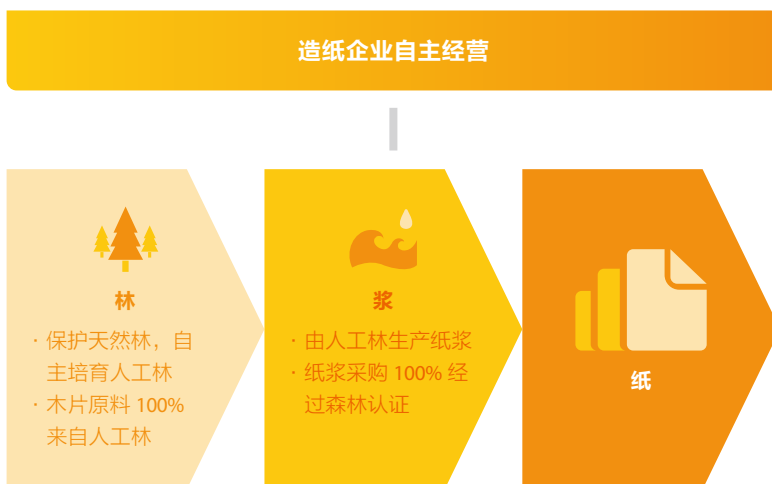 造纸企业自主经营
林
· 保护天然林，自
主培育人工林
· 木片原料 100%
来自人工林
浆
· 由人工林生产纸浆
· 纸浆采购 100% 经
过森林认证
纸